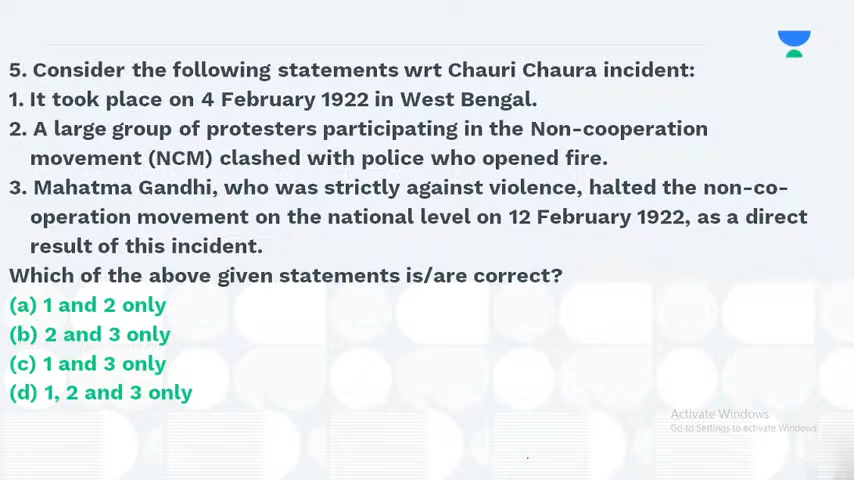 5. Consider the following statements wrt Chauri Chaura incident:
1. It took place on 4 February 1922 in West Bengal.
2. A large group of protesters participating in the Non-cooperation
movement (NCM) clashed with police who opened fire.
3. Mahatma Gandhi, who was strictly against violence, halted the non-co-
operation movement on the national level on 12 February 1922, as a direct
result of this incident.
Which of the above given statements is/are correct?
(a) 1 and 2 only
(b) 2 and 3 only
(c) 1 and 3 only
(d) 1, 2 and 3 only
Activate Windows
Go to Settings to activate Windows.